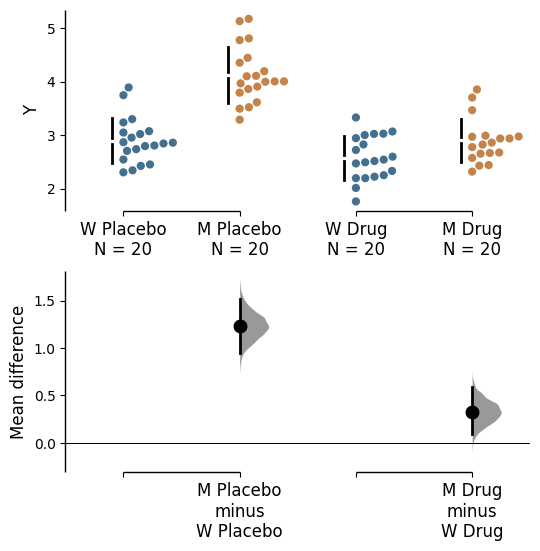 5
4
3
2
Y
W Placebo
N = 20
M Placebo
N = 20
W Drug
N = 20
M Drug
N = 20
1.5
1.0
0.5
0.0
Mean difference
M Placebo
minus
W Placebo
M Drug
minus
W Drug